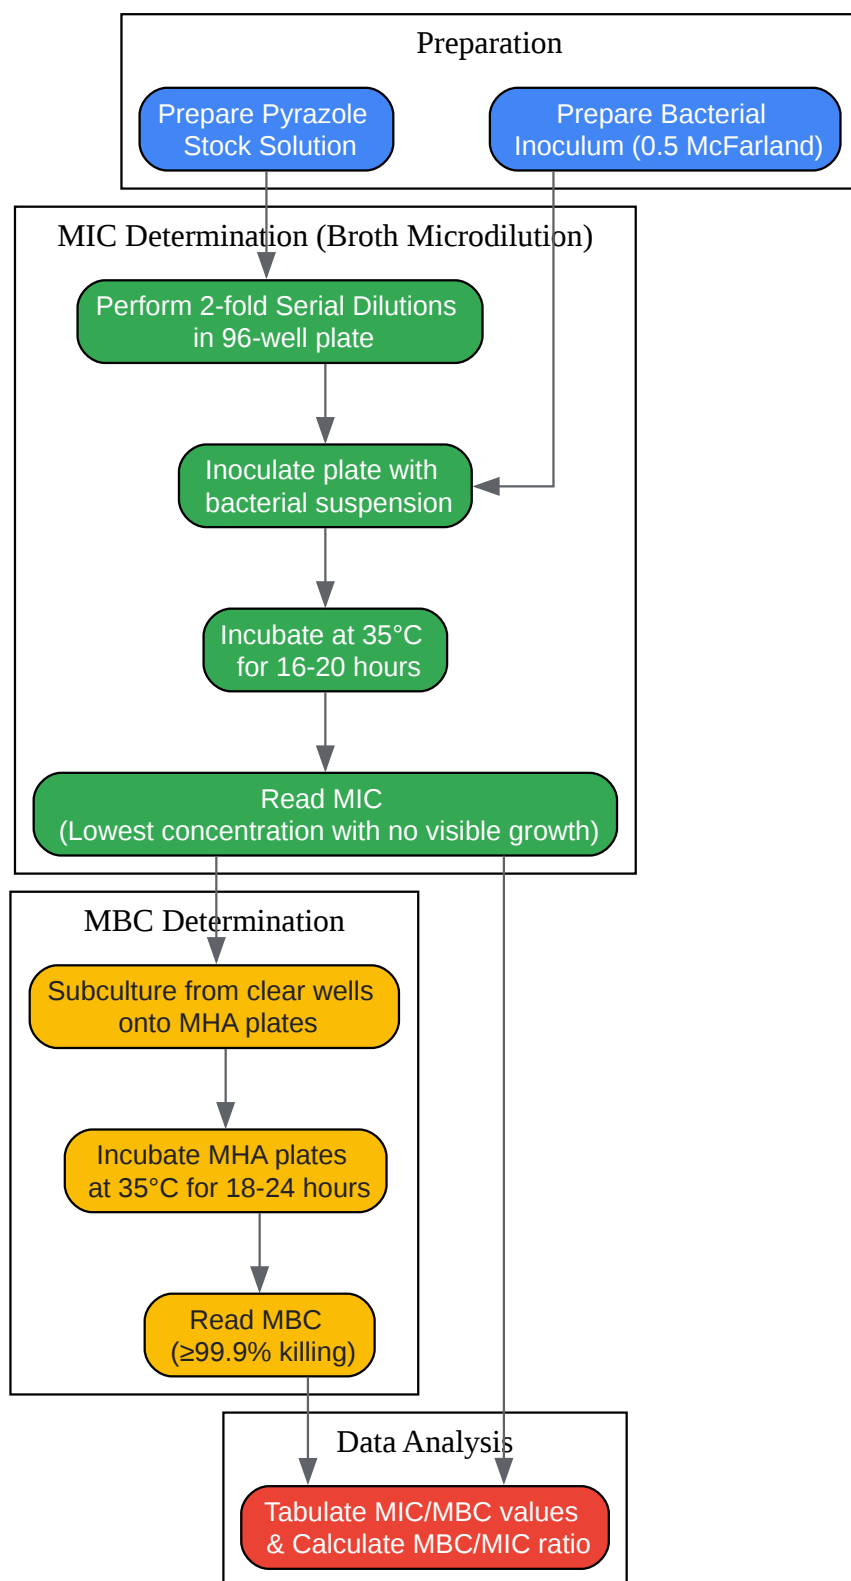 Preparation
Prepare Pyrazole
Stock Solution
Prepare Bacterial
Inoculum (0.5 McFarland)
MIC Determination (Broth Microdilution)
Perform 2-fold Serial Dilutions
in 96-well plate
Inoculate plate with
bacterial suspension
Incubate at 35°C
for 16-20 hours
Read MIC
(Lowest concentration with no visible growth)
MBC Determination
Subculture from clear wells
onto MHA plates
Incubate MHA plates
at 35°C for 18-24 hours
Read MBC
(≥99.9% killing)
Data Analysis
Tabulate MIC/MBC values
& Calculate MBC/MIC ratio